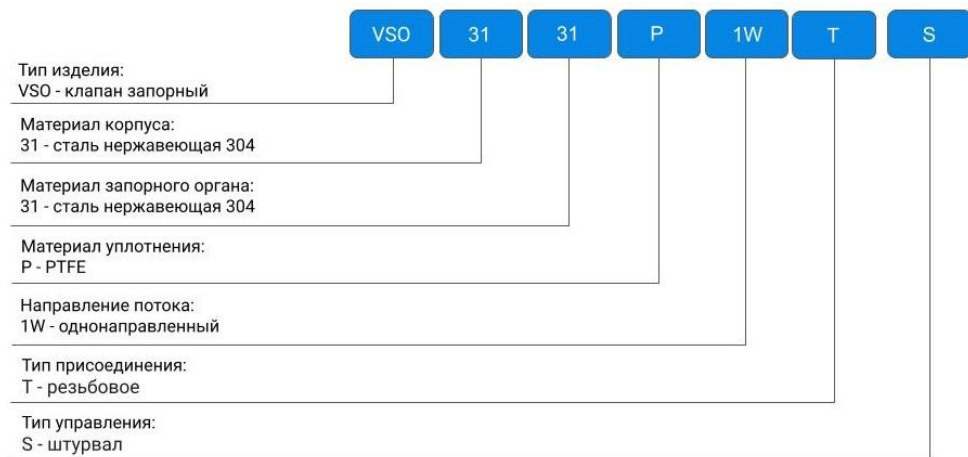 VSO 31 31 P 1W T S
Тип изделия:
VSO - клапан запорный
Материал корпуса:
31 - сталь нержавеющая 304
Материал запорного органа:
31 - сталь нержавеющая 304
Материал уплотнения:
P - PTFE
Направление потока:
1W - однонаправленный
Тип присоединения:
T - резьбовое
Тип управления:
S - штурвал